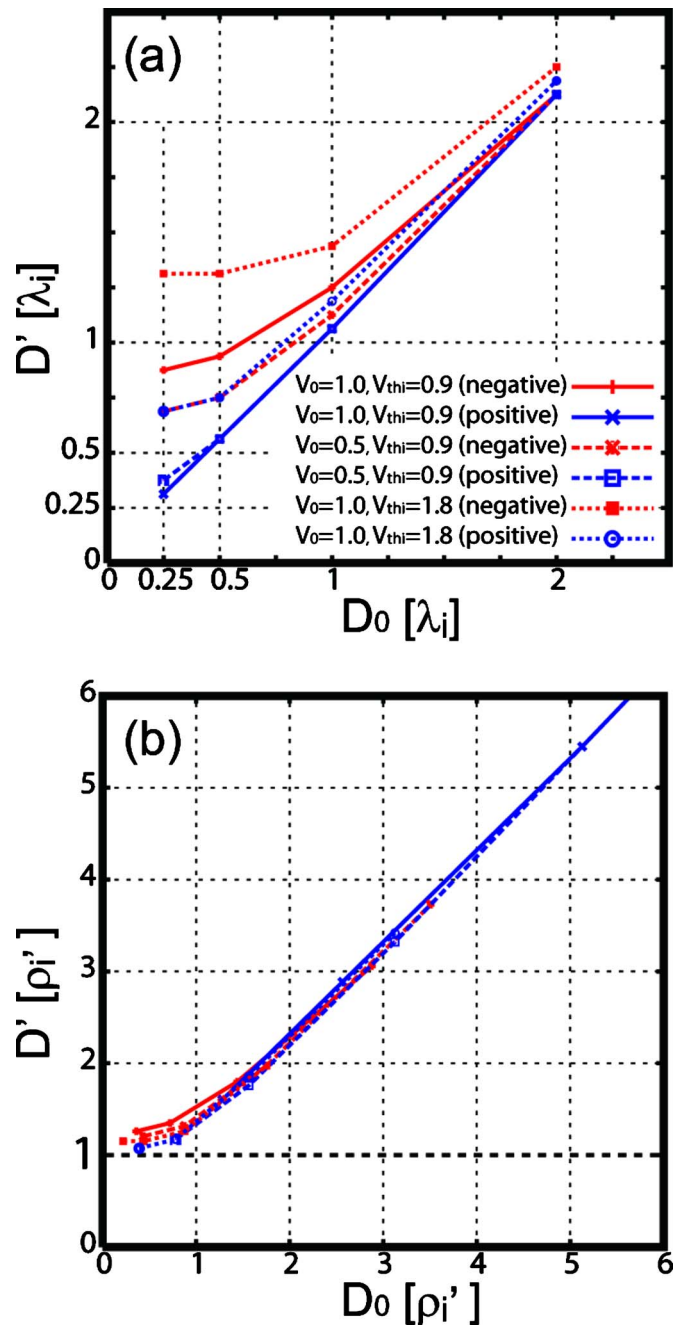 (a)
2
1
0.5
0.25
0
D' [λi]
V0=1.0, Vthi=0.9 (negative)
V0=1.0, Vthi=0.9 (positive)
V0=0.5, Vthi=0.9 (negative)
V0=0.5, Vthi=0.9 (positive)
V0=1.0, Vthi=1.8 (negative)
V0=1.0, Vthi=1.8 (positive)
0 0.25 0.5 1 2
D0 [λi]
(b)
6
5
4
3
2
1
0
D' [ρi']
0 1 2 3 4 5 6
D0 [ρi']